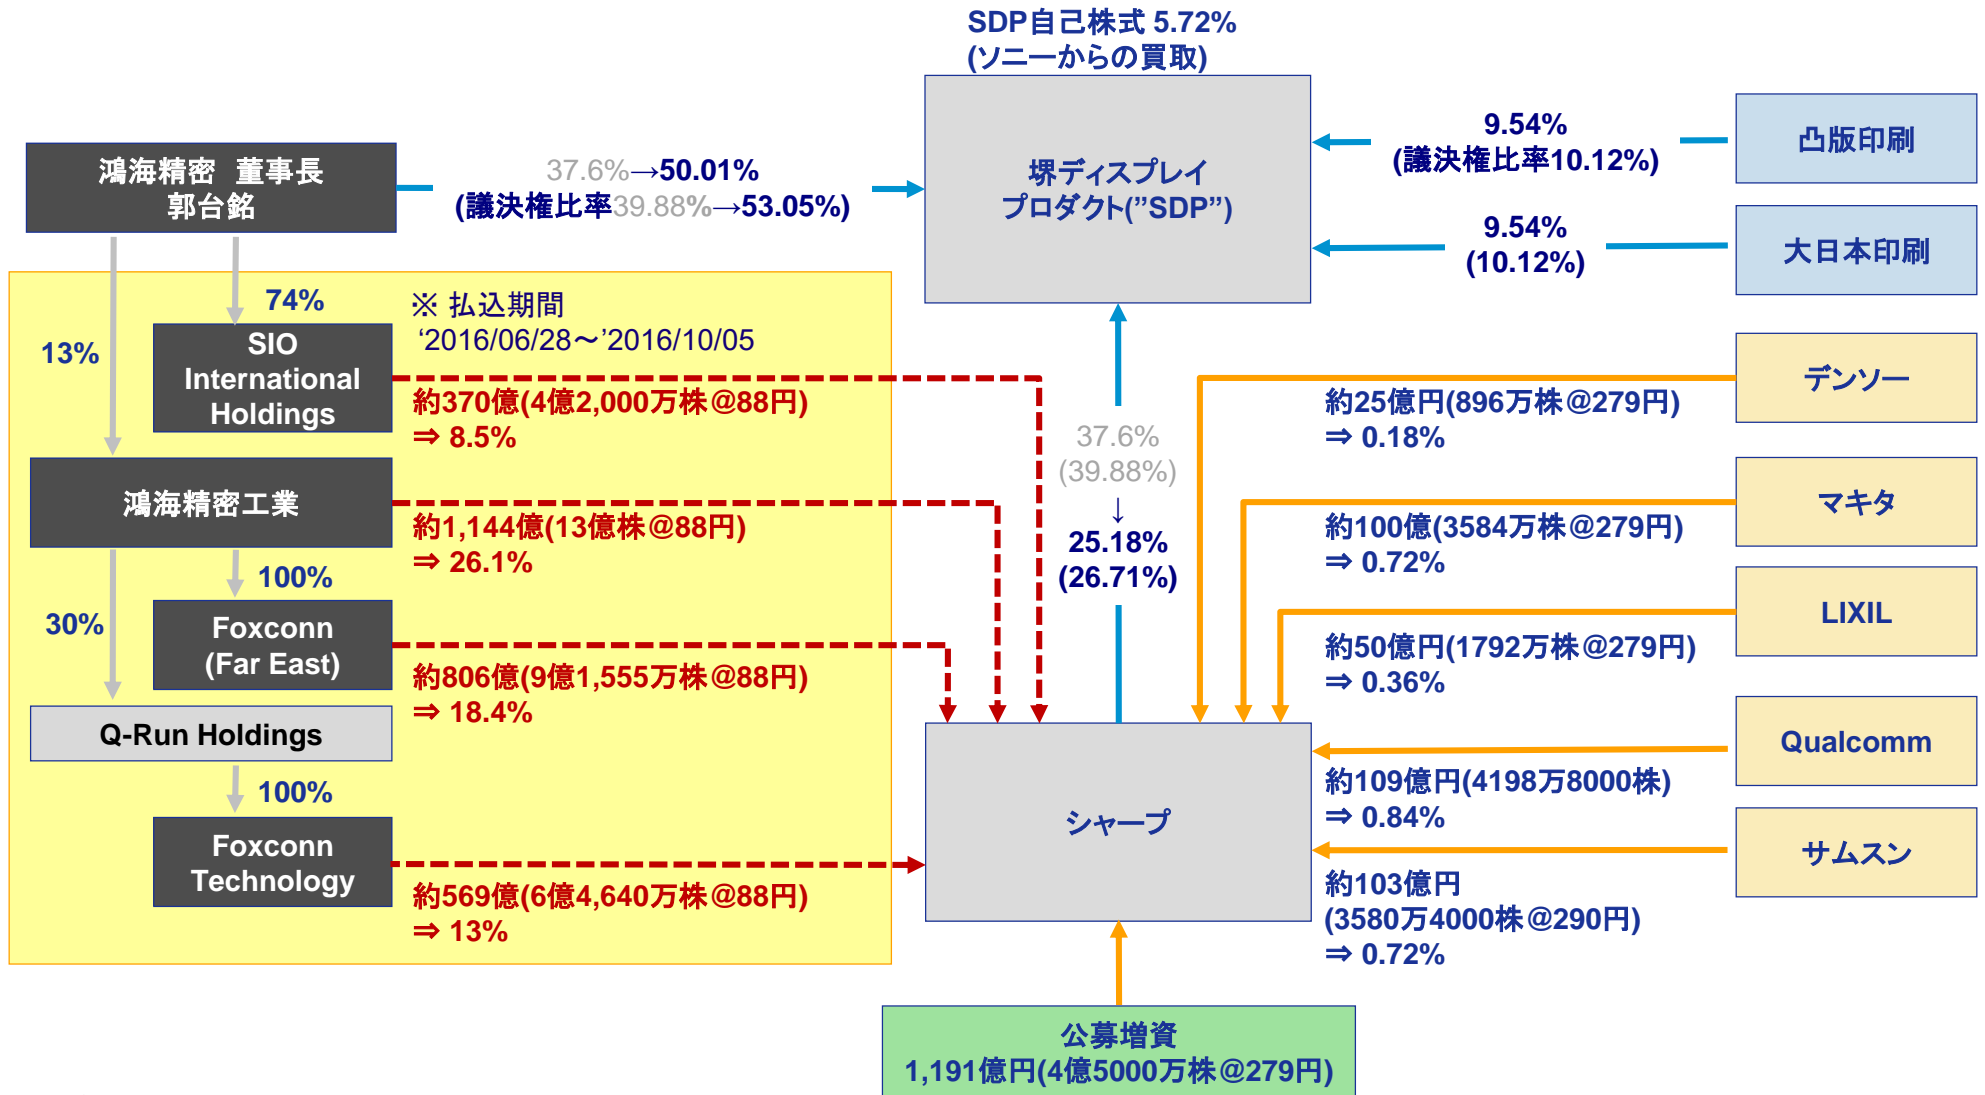 SDP自己株式 5.72%
(ソニーからの買取)
堺ディスプレイ
プロダクト(”SDP”)
鴻海精密　董事長
郭台銘
37.6%→50.01%
(議決権比率39.88%→53.05%)
9.54%
(議決権比率10.12%)
凸版印刷
9.54%
(10.12%)
大日本印刷
13%
74%
※ 払込期間
‘2016/06/28～’2016/10/05
SIO
International
Holdings
約370億(4億2,000万株@88円)
⇒ 8.5%
鴻海精密工業
約1,144億(13億株@88円)
⇒ 26.1%
100%
30%
Foxconn
(Far East)
約806億(9億1,555万株@88円)
⇒ 18.4%
Q-Run Holdings
100%
Foxconn
Technology
約569億(6億4,640万株@88円)
⇒ 13%
37.6%
(39.88%)
↓
25.18%
(26.71%)
シャープ
デンソー
約25億円(896万株@279円)
⇒ 0.18%
マキタ
約100億(3584万株@279円)
⇒ 0.72%
LIXIL
約50億円(1792万株@279円)
⇒ 0.36%
Qualcomm
約109億円(4198万8000株)
⇒ 0.84%
サムスン
約103億円
(3580万4000株@290円)
⇒ 0.72%
公募増資
1,191億円(4億5000万株@279円)